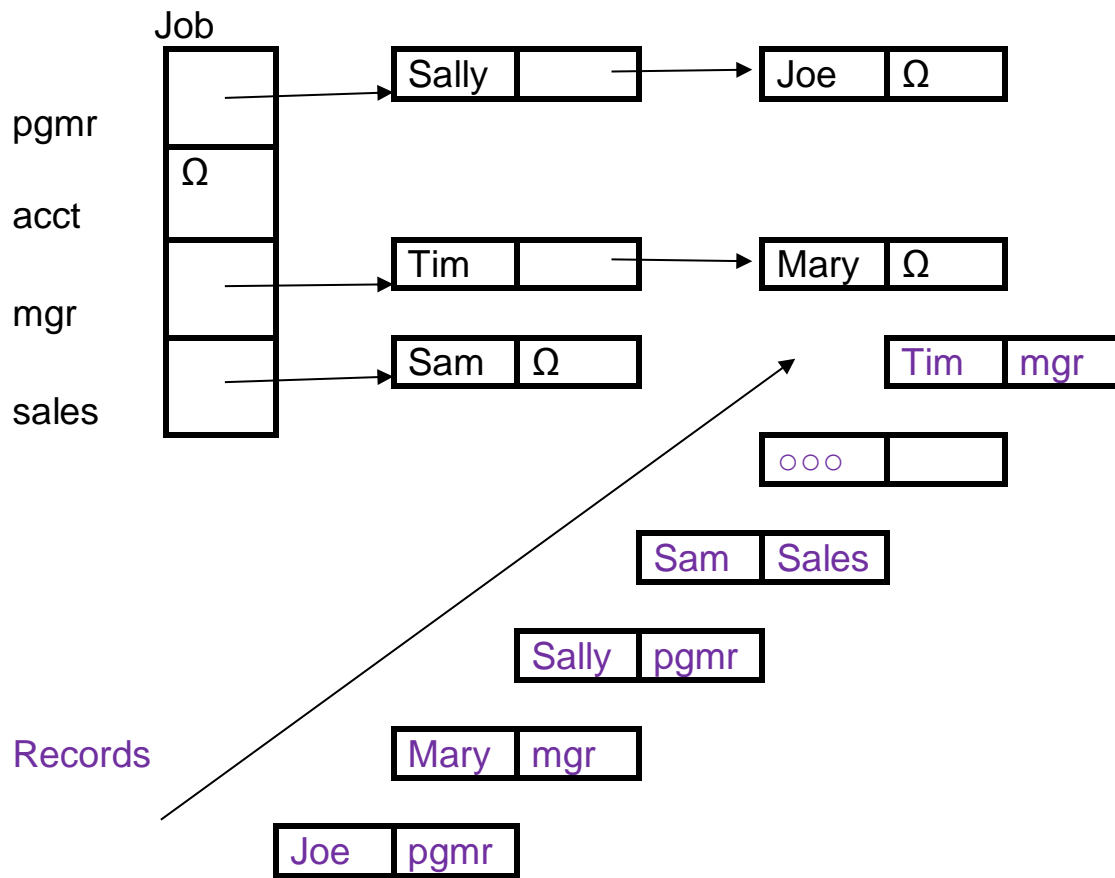 Job
Sally Joe Ω
pgmr
Ω
acct
Tim Mary Ω
mgr
Sam Ω Tim mgr
sales
○○○
Sam Sales
Sally pgmr
Records Mary mgr
Joe pgmr